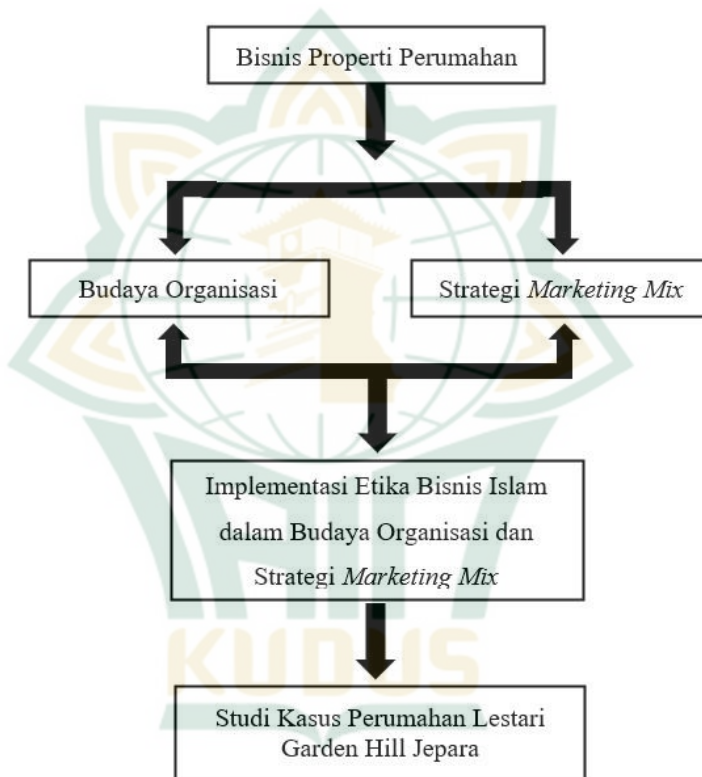 Bisnis Properti Perumahan
Budaya Organisasi
Strategi Marketing Mix
Implementasi Etika Bisnis Islam
dalam Budaya Organisasi dan
Strategi Marketing Mix
KUDUS
Studi Kasus Perumahan Lestari
Garden Hill Jepara